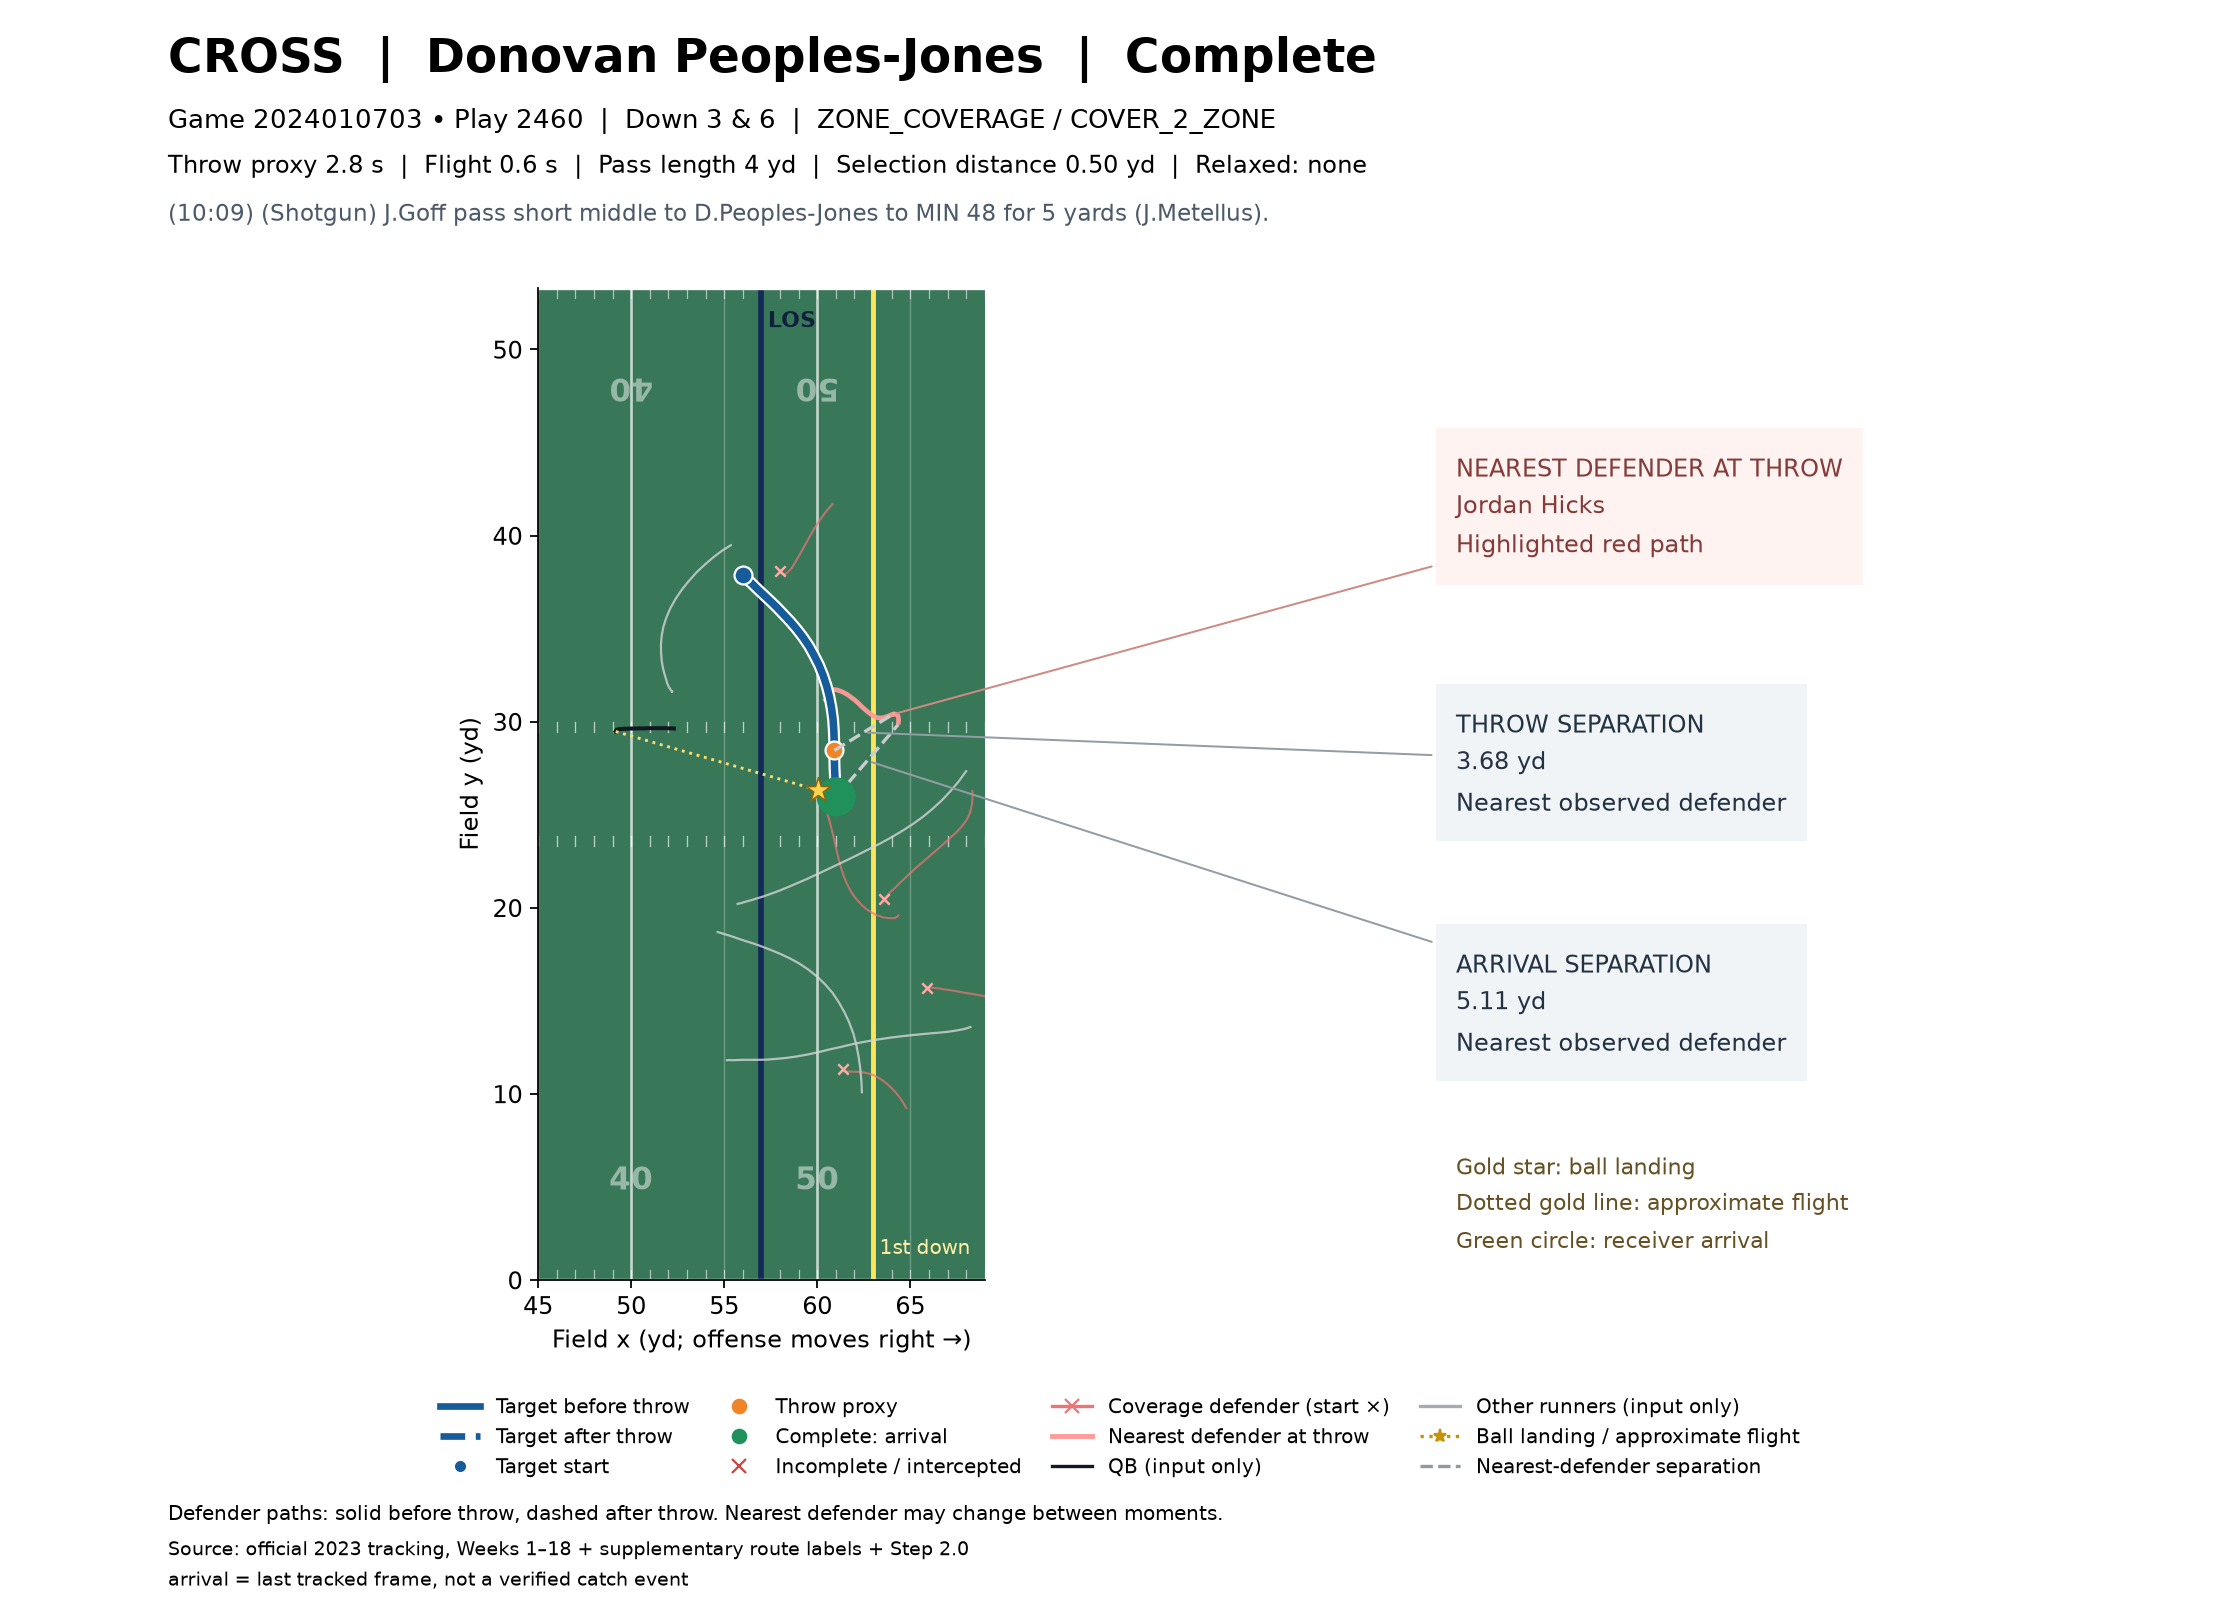 CROSS | Donovan Peoples-Jones | Complete
Game 2024010703 • Play 2460 | Down 3 & 6 | ZONE_COVERAGE / COVER_2_ZONE
Throw proxy 2.8 s | Flight 0.6 s | Pass length 4 yd | Selection distance 0.50 yd | Relaxed: none
(10:09) (Shotgun) J.Goff pass short middle to D.Peoples-Jones to MIN 48 for 5 yards (J.Metellus).
LOS
40 50
50
40
30
20
10
0
Field y (yd)
40 50
1st down
45 50 55 60 65
Field x (yd; offense moves right →)
NEAREST DEFENDER AT THROW
Jordan Hicks
Highlighted red path
THROW SEPARATION
3.68 yd
Nearest observed defender
ARRIVAL SEPARATION
5.11 yd
Nearest observed defender
Gold star: ball landing
Dotted gold line: approximate flight
Green circle: receiver arrival
Target before throw
Target after throw
Target start
Throw proxy
Complete: arrival
Incomplete / intercepted
Coverage defender (start ×)
Nearest defender at throw
QB (input only)
Other runners (input only)
Ball landing / approximate flight
Nearest-defender separation
Defender paths: solid before throw, dashed after throw. Nearest defender may change between moments.
Source: official 2023 tracking, Weeks 1–18 + supplementary route labels + Step 2.0
arrival = last tracked frame, not a verified catch event